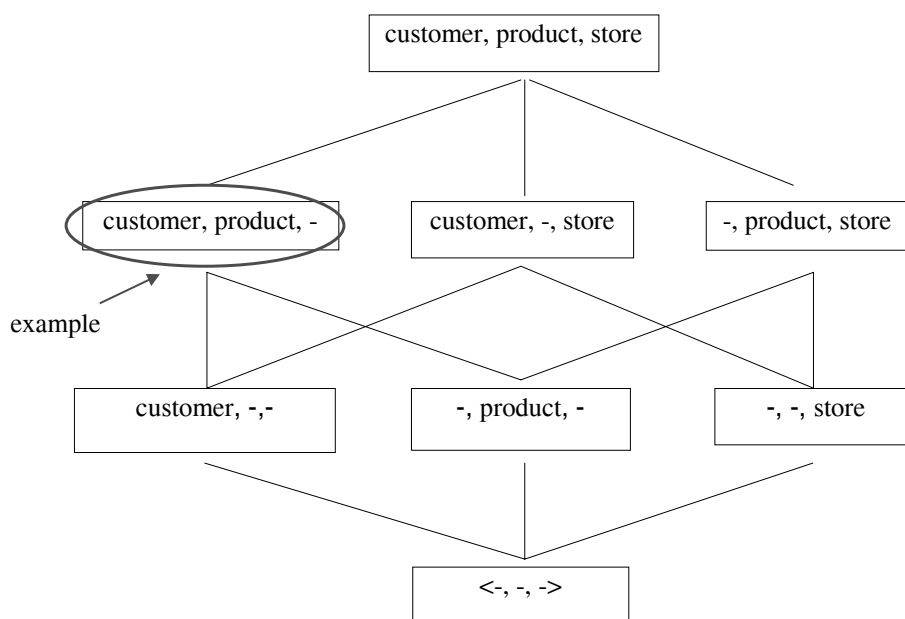 customer, product, store
customer, product, -
customer, -, store
-, product, store
example
customer, -,-
-, product, -
-, -, store
<-, -, ->